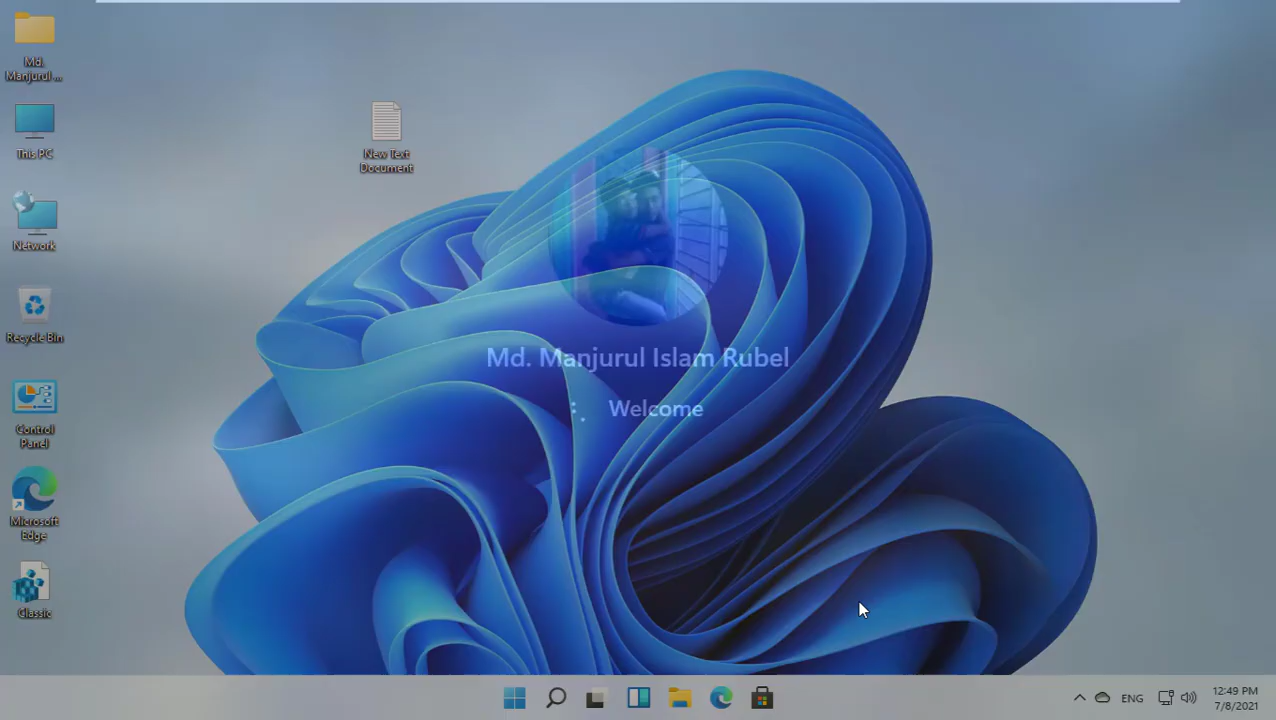 Md.
Manjurul ...
This PC
Network
Recycle Bin
Control
Panel
Microsoft
Edge
Classic
New Text
Document
Md. Manjurul Islam Rubel
Welcome
ENG
12:49 PM
7/8/2021